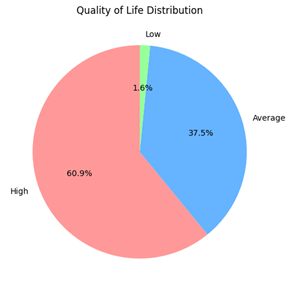 Quality of Life Distribution
Low
1.6%
Average
37.5%
60.9%
High